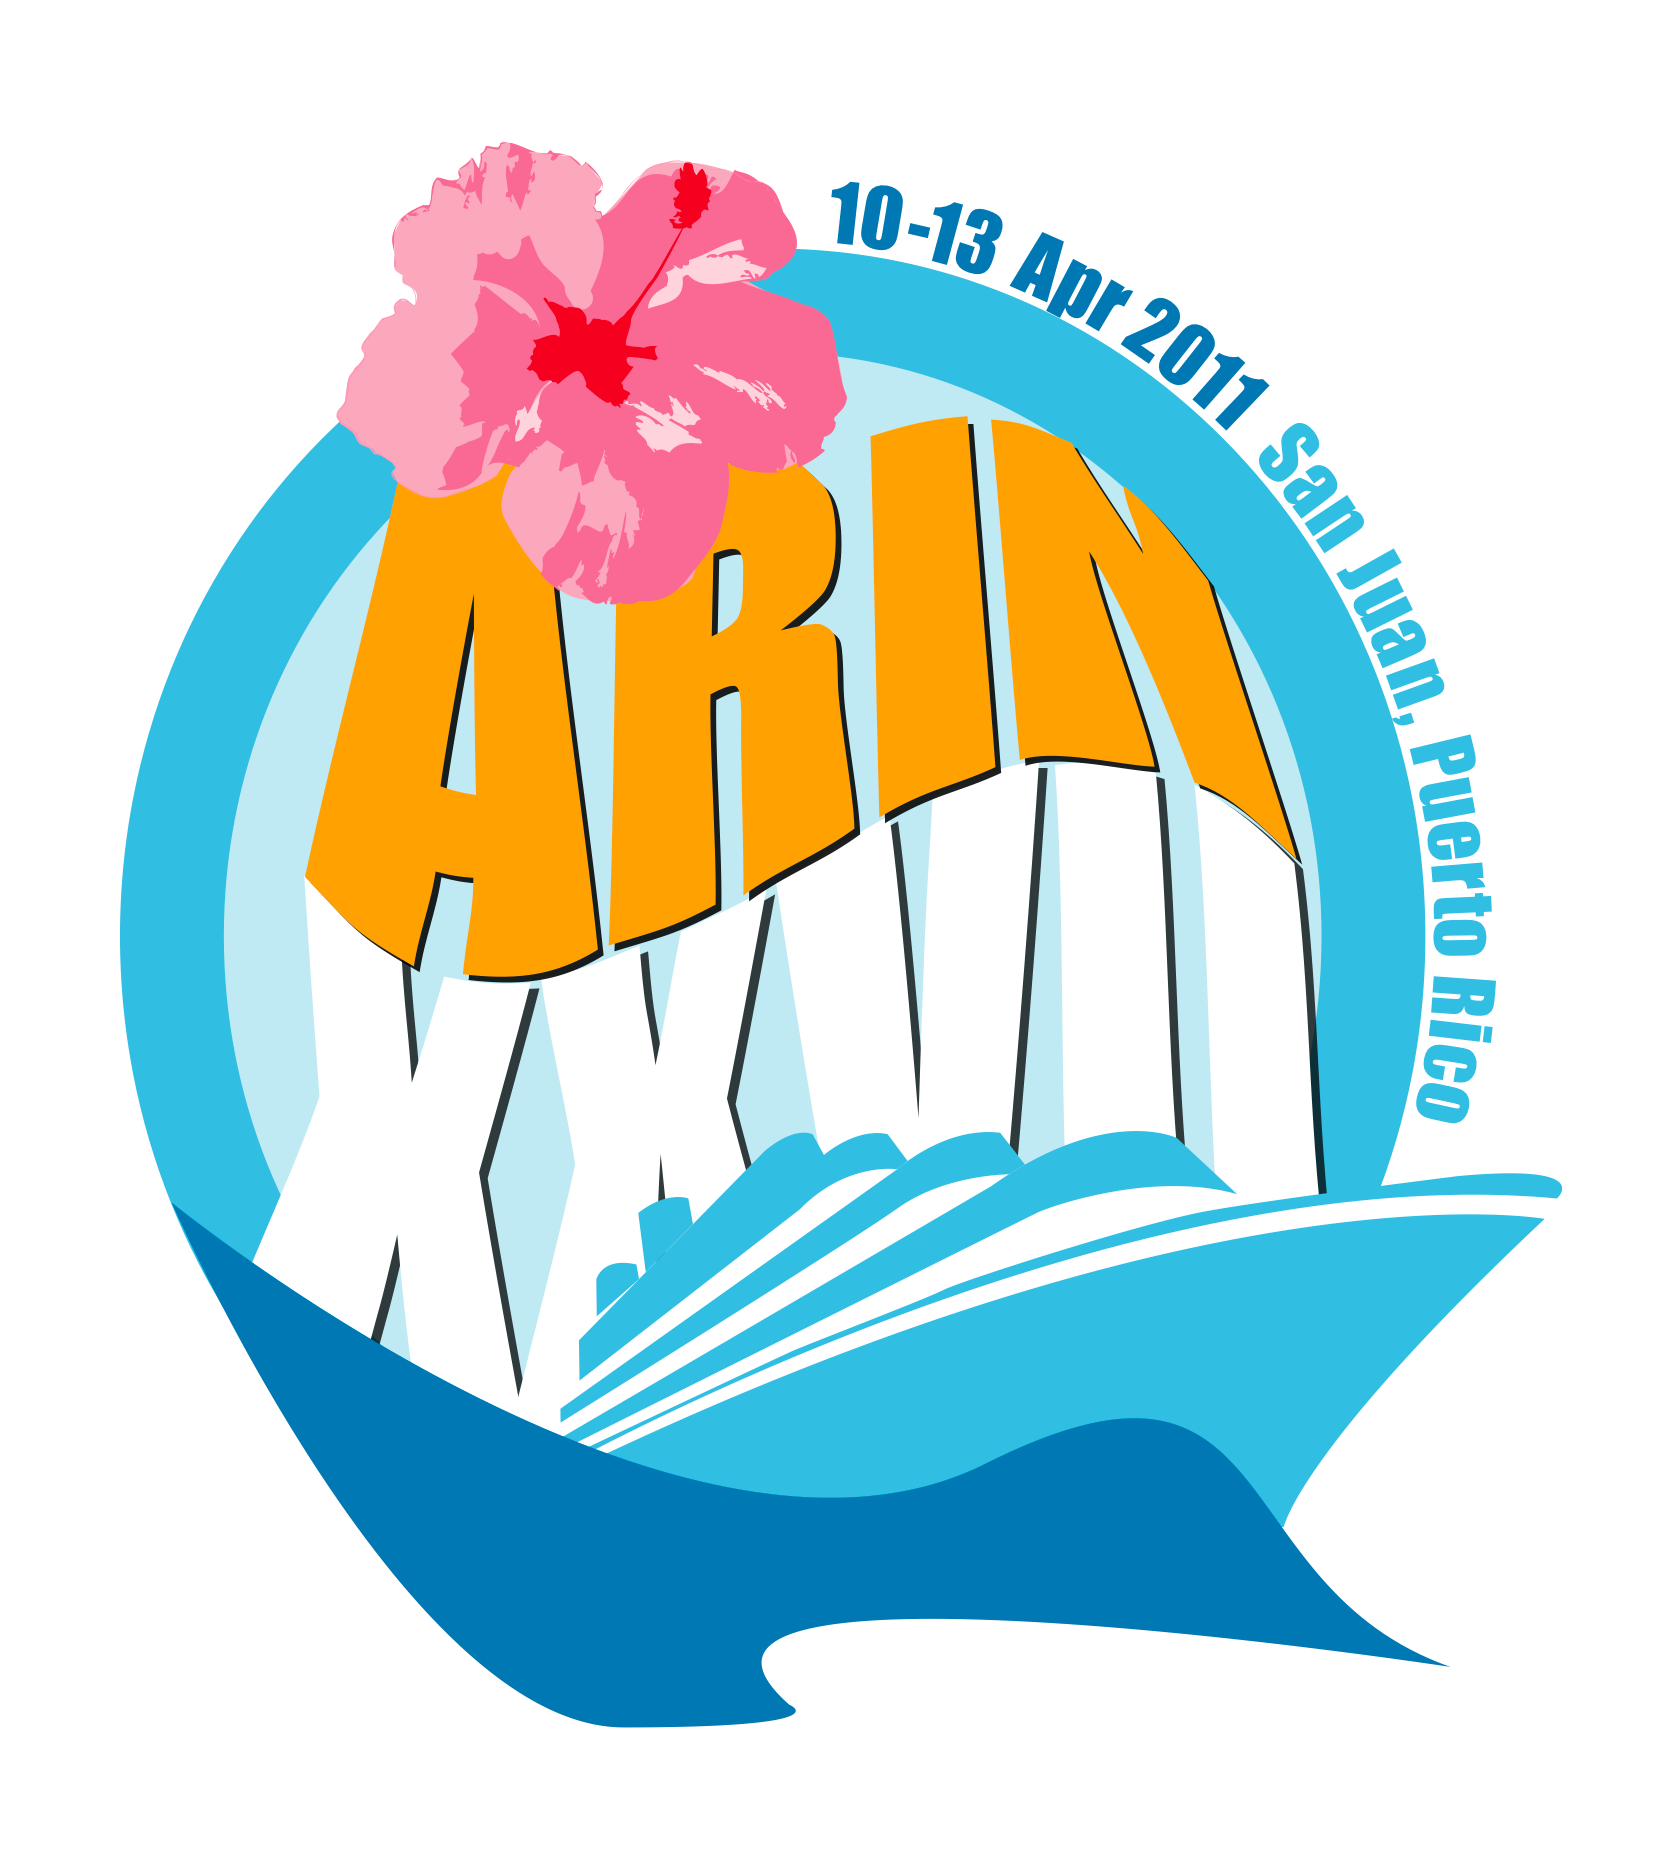 10-13 Apr 2011 San Juan, Puerto Rico
ARIN
XXVII